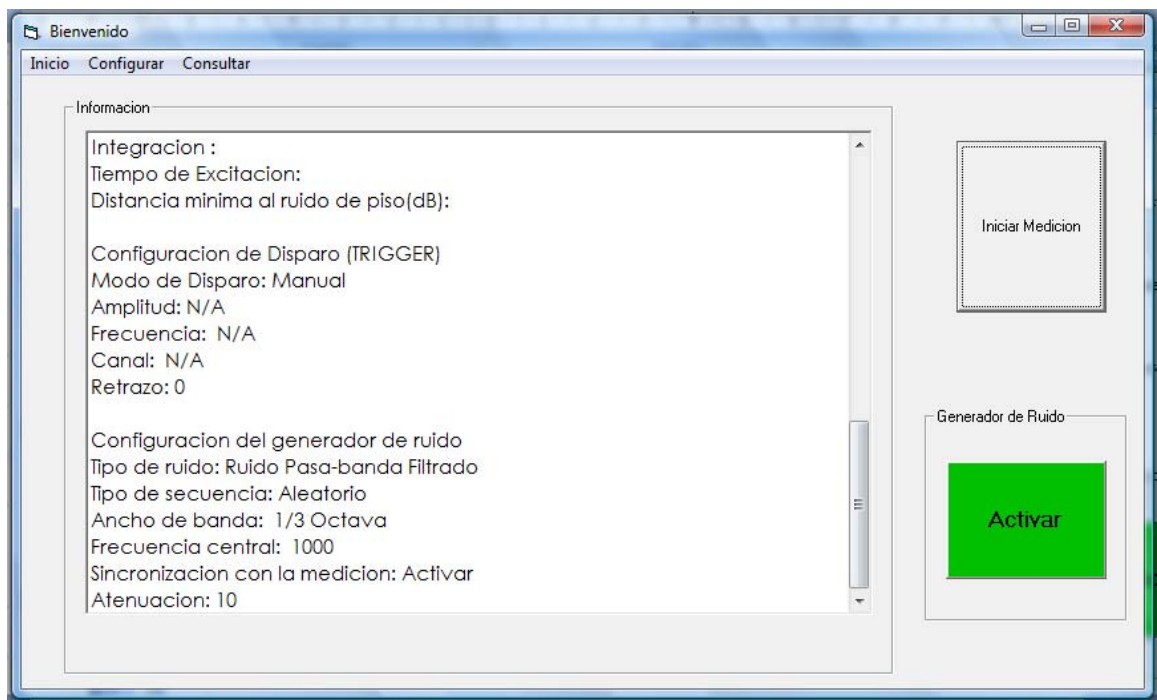 Bienvenido
Inicio Configurar Consultar
Informacion
Integracion :
Tiempo de Excitacion:
Distancia minima al ruido de piso(dB):
Configuracion de Disparo (TRIGGER)
Modo de Disparo: Manual
Amplitud: N/A
Frecuencia: N/A
Canal: N/A
Retrazo: 0
Configuracion del generador de ruido
Tipo de ruido: Ruido Pasa-banda Filtrado
Tipo de secuencia: Aleatorio
Ancho de banda: 1/3 Octava
Frecuencia central: 1000
Sincronizacion con la medicion: Activar
Atenuacion: 10
Iniciar Medicion
Generador de Ruido
Activar